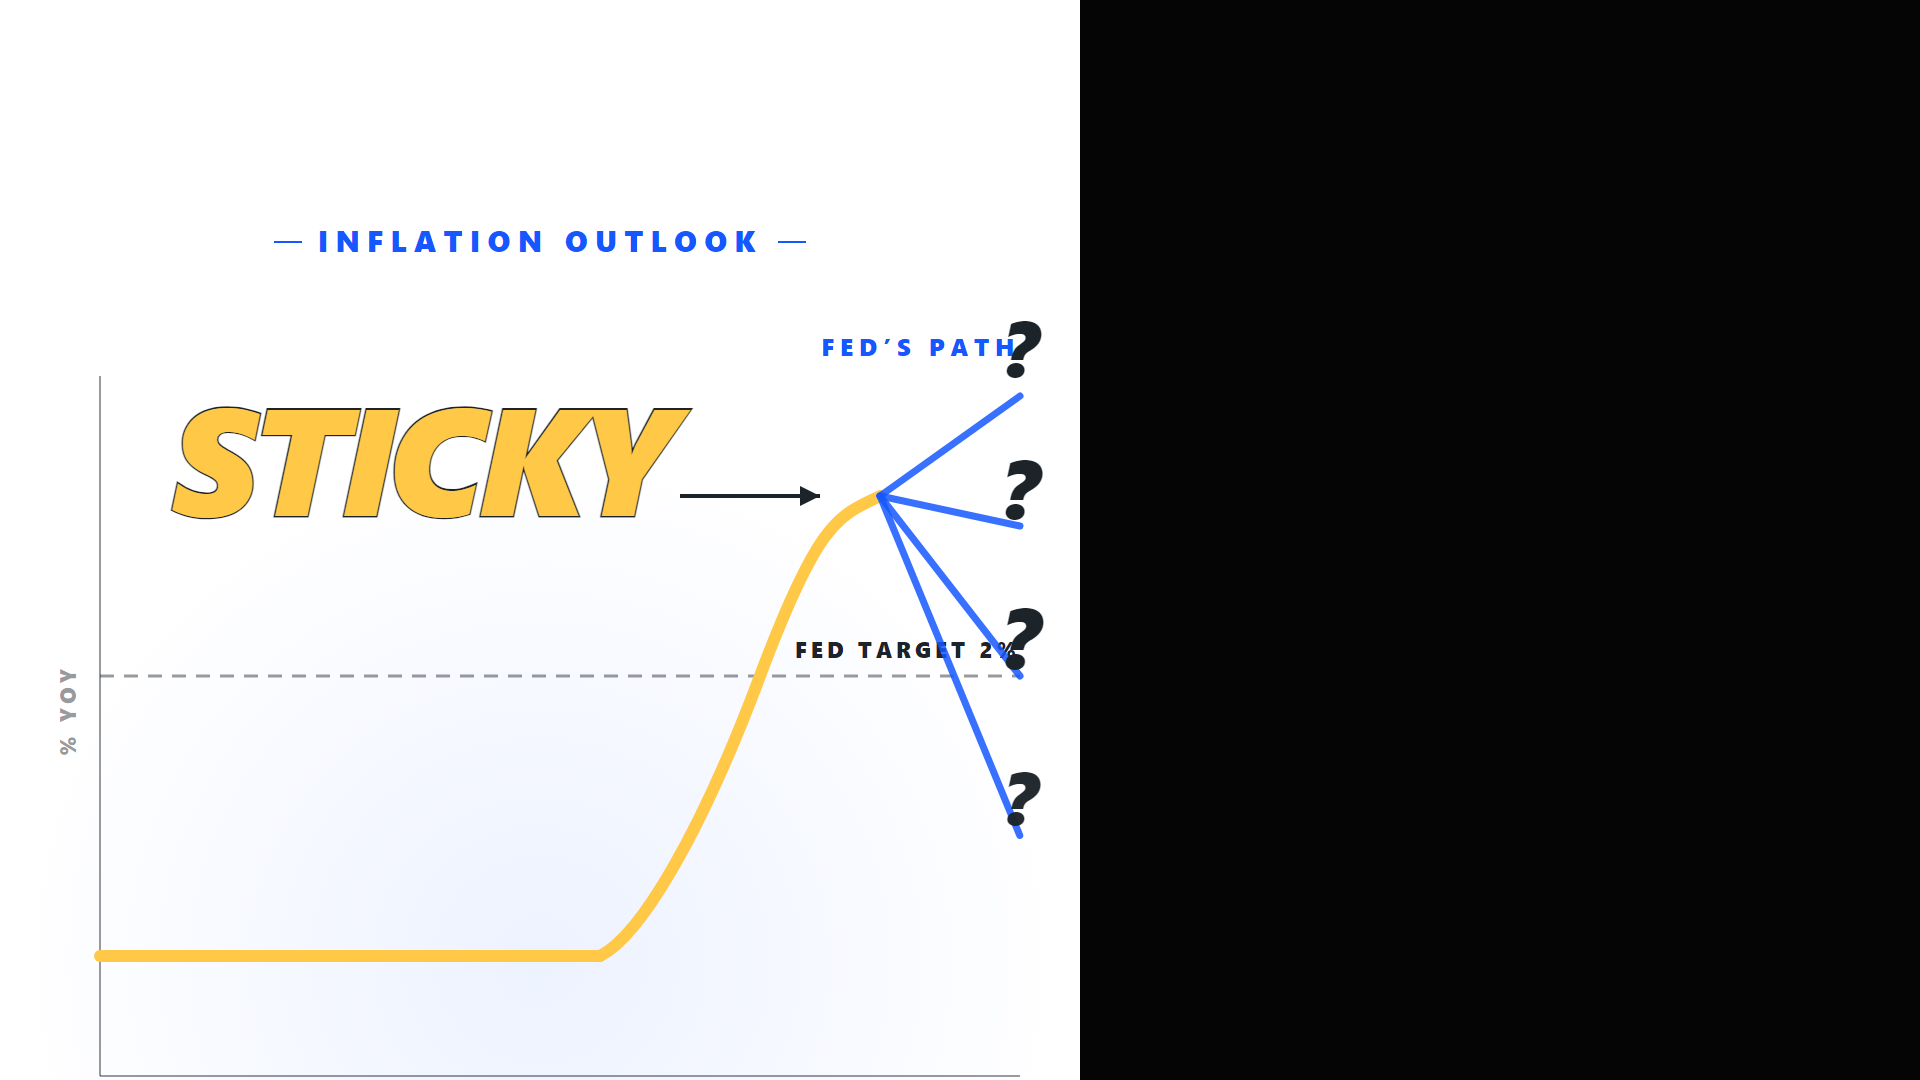 INFLATION OUTLOOK
FED'S PATH
?
STICKY
?
FED TARGET 2%
?
% YOY
?